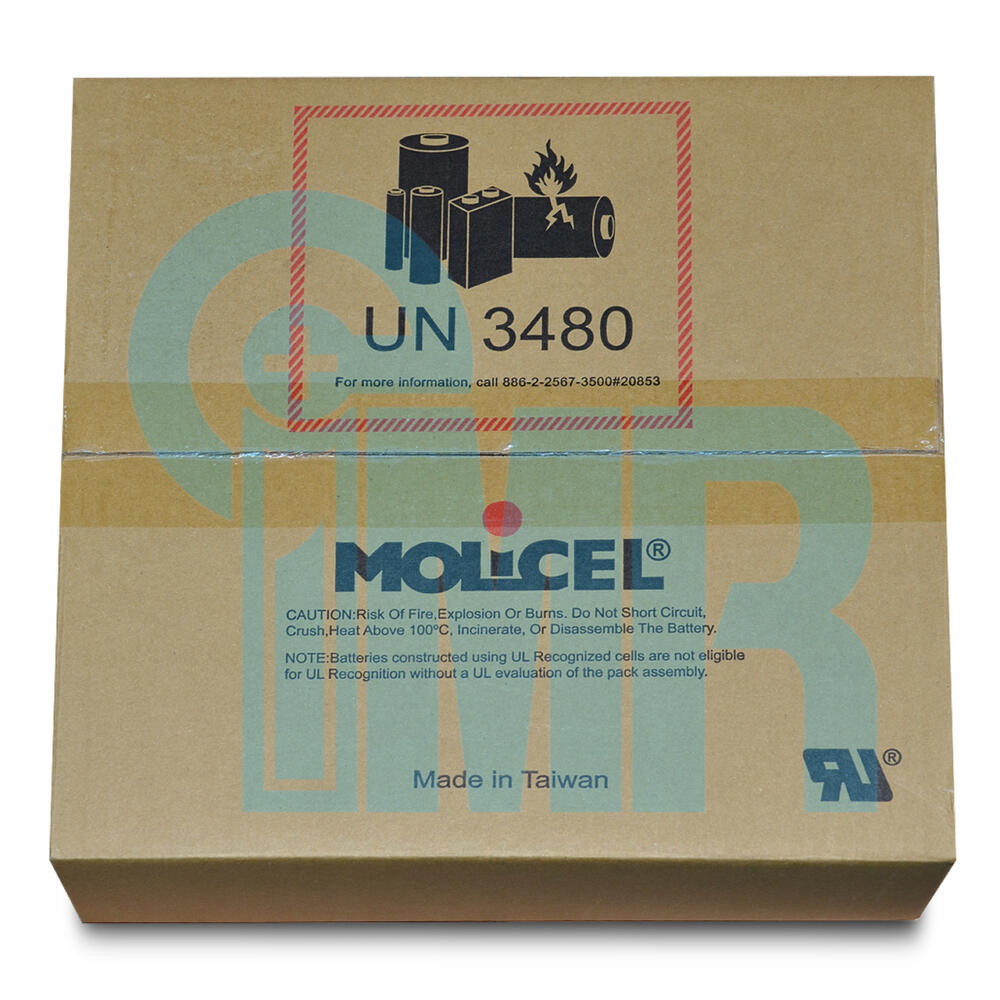 UN 3480
For more information, call 886-2-2567-3500#20853
MOLiCEL®
CAUTION:Risk Of Fire,Explosion Or Burns. Do Not Short Circuit,
Crush,Heat Above 100ºC, Incinerate, Or Disassemble The Battery.
NOTE:Batteries constructed using UL Recognized cells are not eligible
for UL Recognition without a UL evaluation of the pack assembly.
Made in Taiwan
RU®
iMR